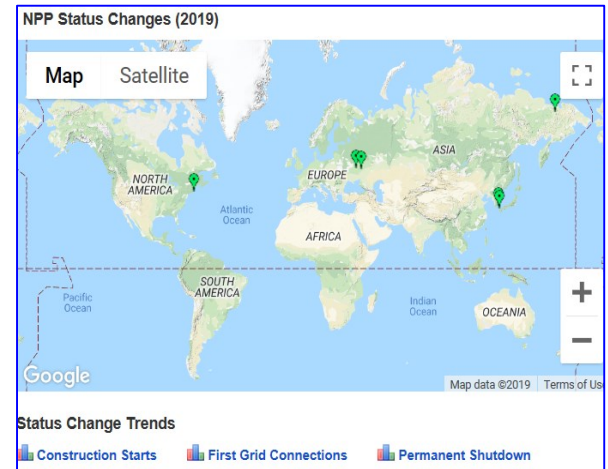 NPP Status Changes (2019)
Map Satellite
ASIA
NORTH
AMERICA
EUROPE
Atlantic
Ocean
AFRICA
SOUTH
AMERICA
Pacific
Ocean
Indian
Ocean
OCEANIA
+
−
Google
Map data ©2019 Terms of Use
Status Change Trends
Construction Starts First Grid Connections Permanent Shutdown